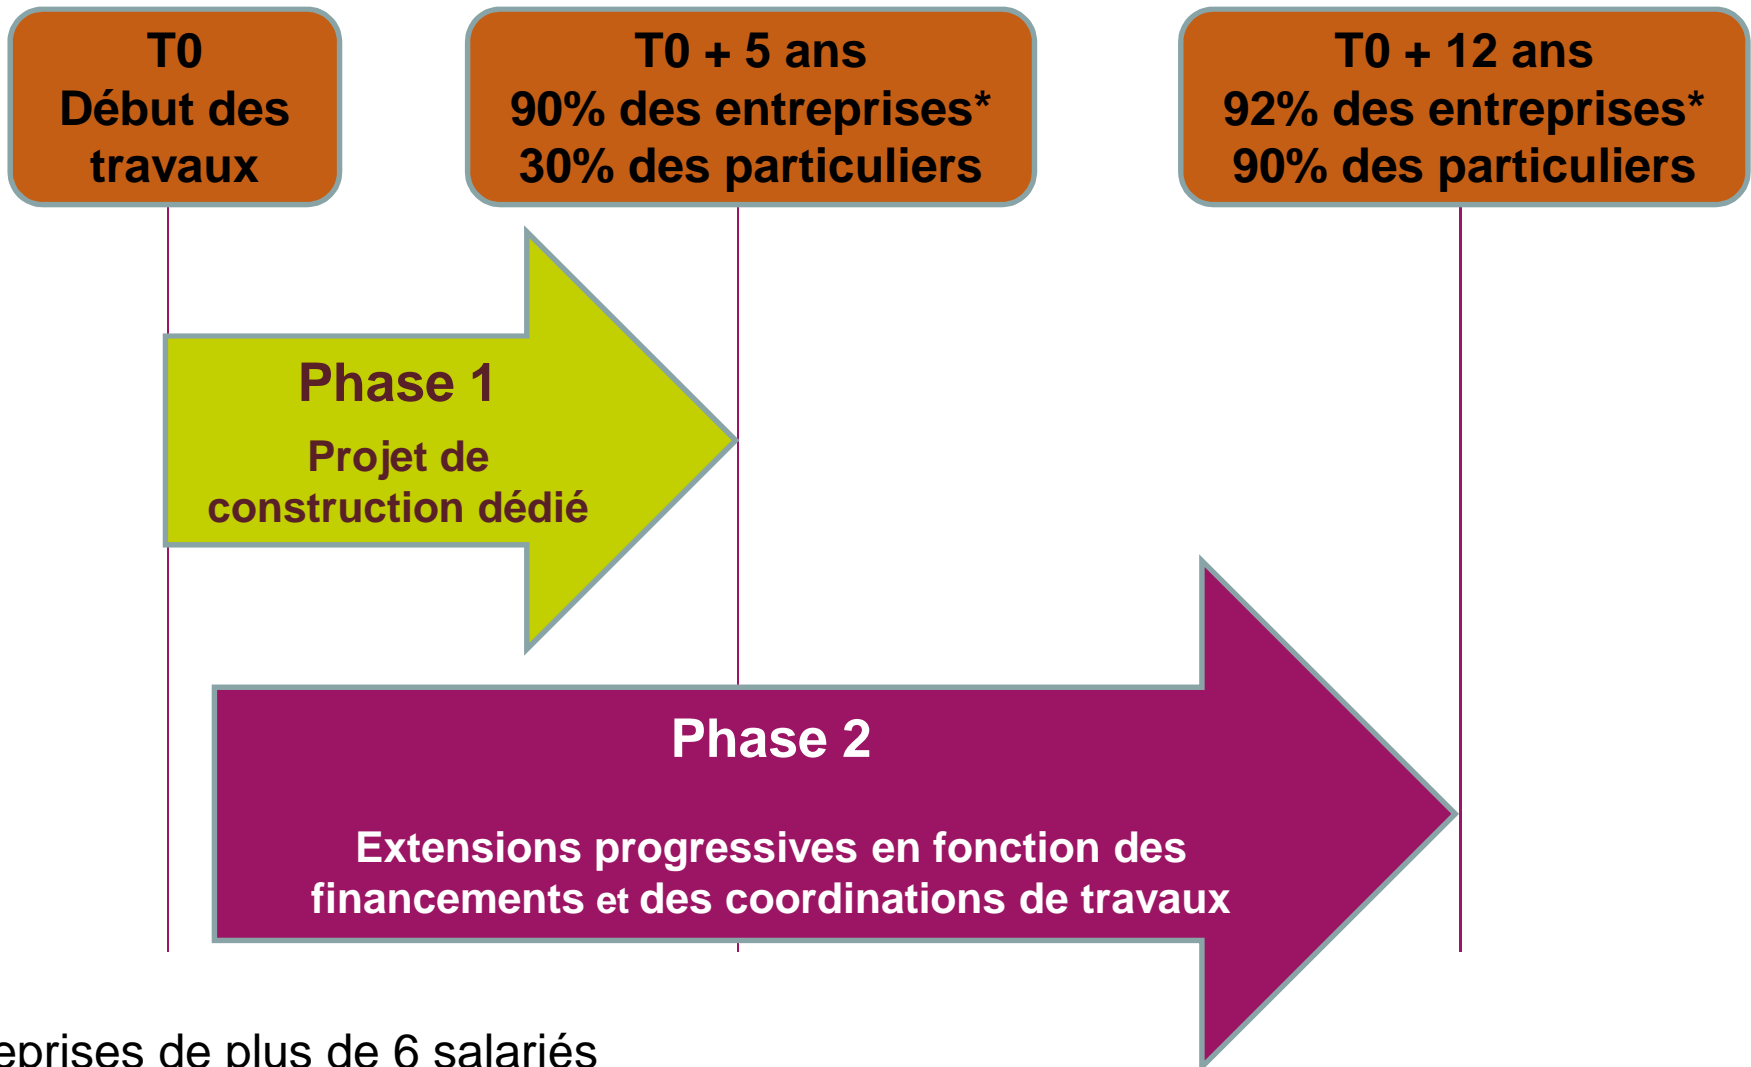 T0
Début des
travaux
T0 + 5 ans
90% des entreprises*
30% des particuliers
T0 + 12 ans
92% des entreprises*
90% des particuliers
Phase 1
Projet de
construction dédié
Phase 2
Extensions progressives en fonction des
financements et des coordinations de travaux
eprises de plus de 6 salariés